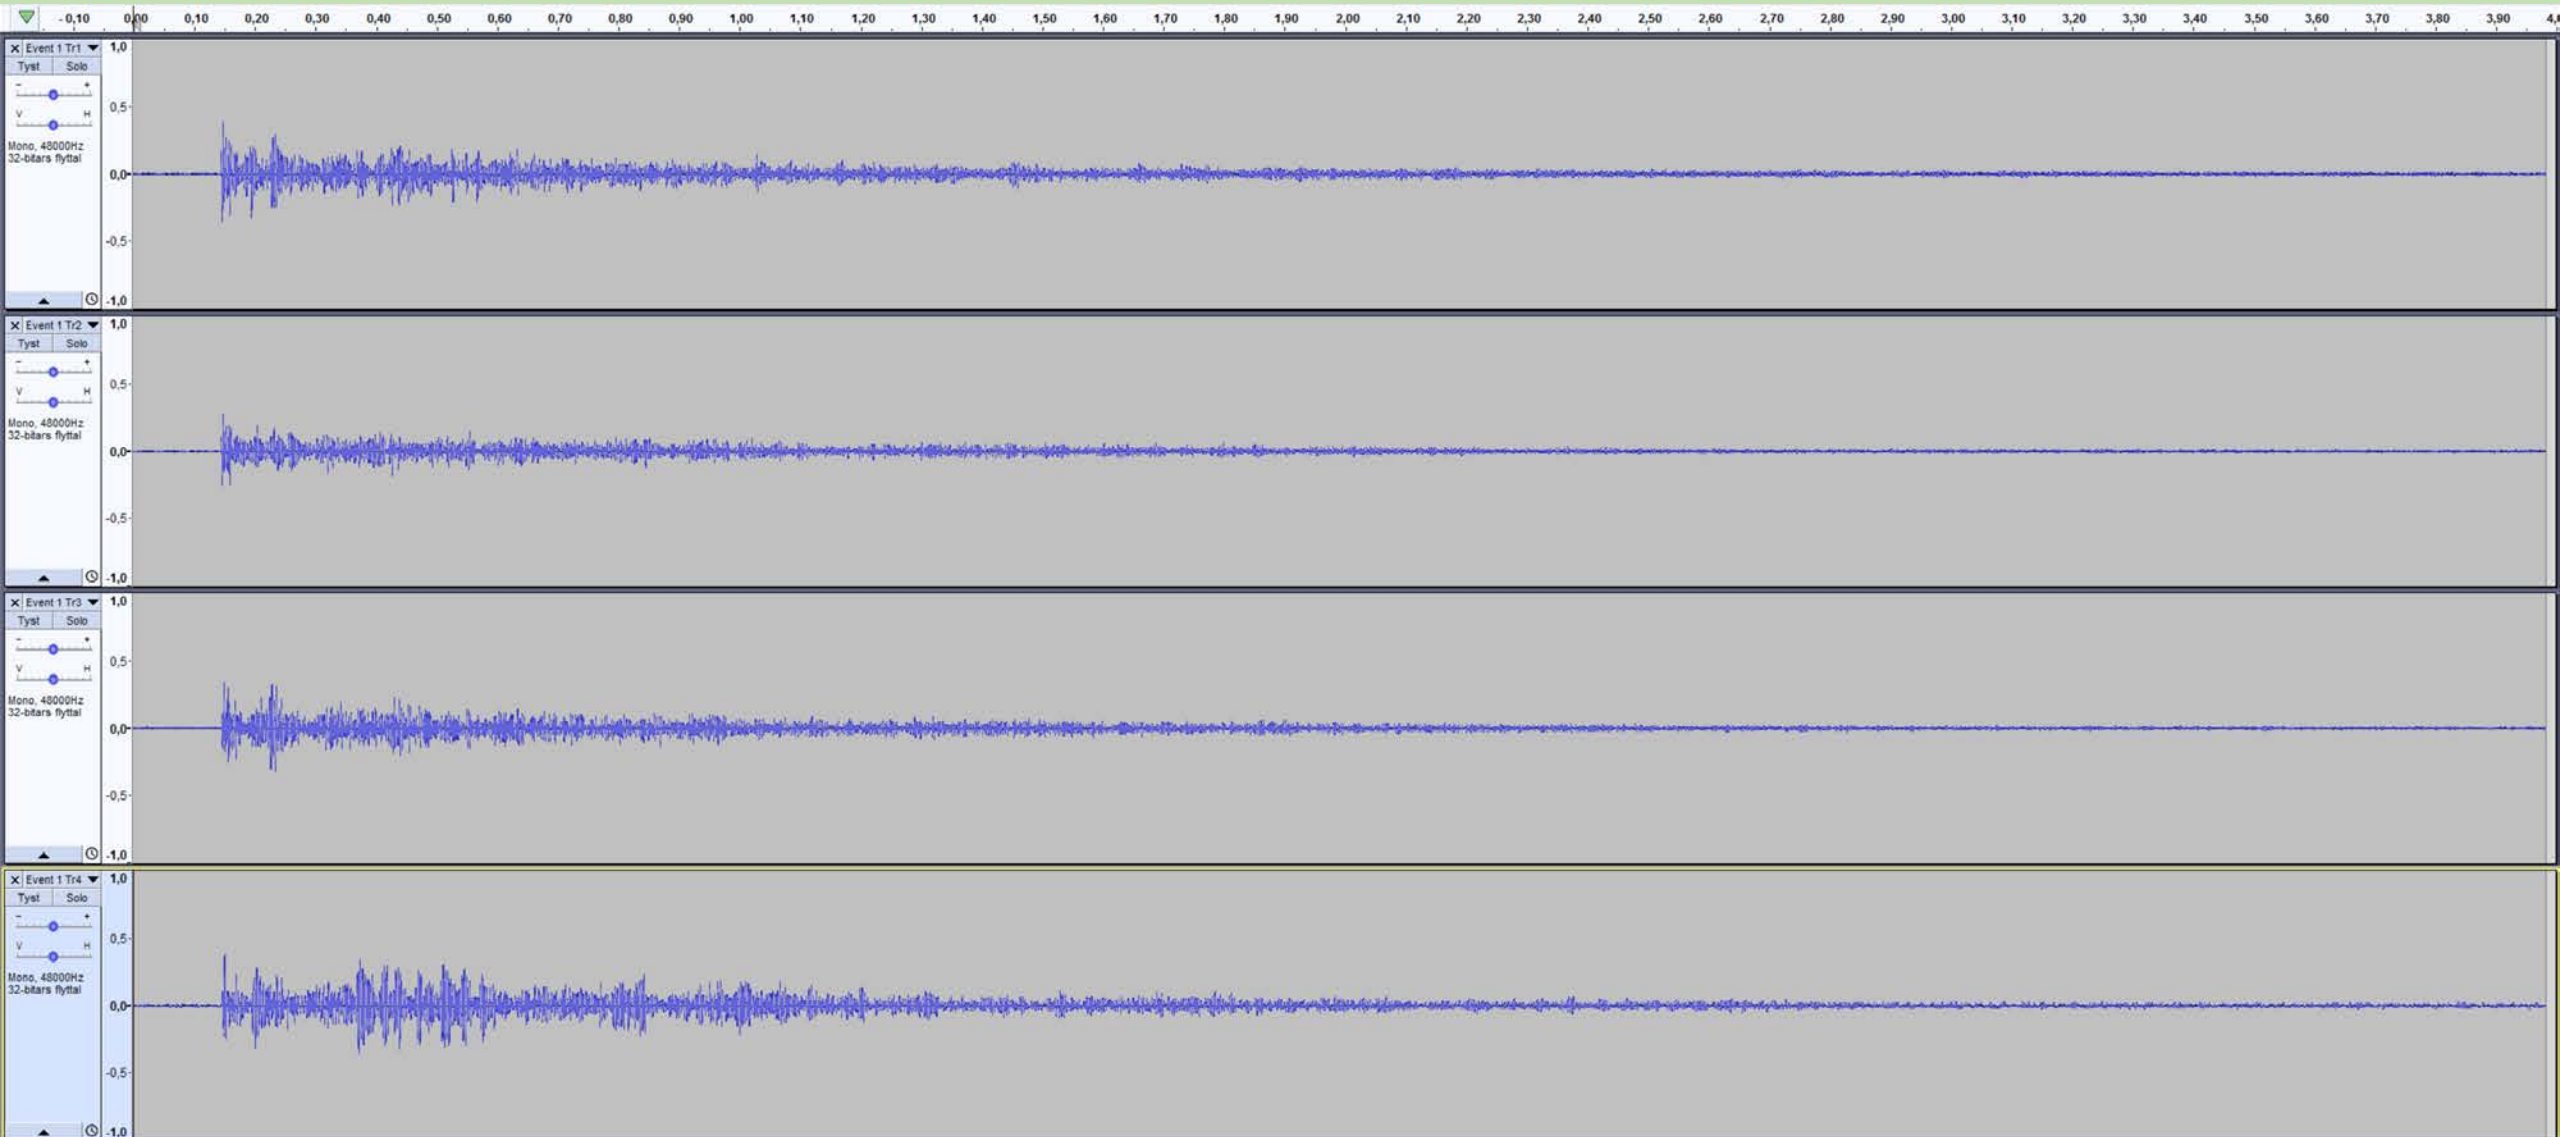 - 0,10 0,00 0,10 0,20 0,30 0,40 0,50 0,60 0,70 0,80 0,90 1,00 1,10 1,20 1,30 1,40 1,50 1,60 1,70 1,80 1,90 2,00 2,10 2,20 2,30 2,40 2,50 2,60 2,70 2,80 2,90 3,00 3,10 3,20 3,30 3,40 3,50 3,60 3,70 3,80 3,90
X Event 1 Tr1 1,0
Tyst Solo
- +
0,5
V H
Mono, 48000Hz
32-bitars flyttal
0,0
-0,5
-1,0
X Event 1 Tr2 1,0
Tyst Solo
- +
0,5
V H
Mono, 48000Hz
32-bitars flyttal
0,0
-0,5
-1,0
X Event 1 Tr3 1,0
Tyst Solo
- +
0,5
V H
Mono, 48000Hz
32-bitars flyttal
0,0
-0,5
-1,0
X Event 1 Tr4 1,0
Tyst Solo
- +
0,5
V H
Mono, 48000Hz
32-bitars flyttal
0,0
-0,5
-1,0